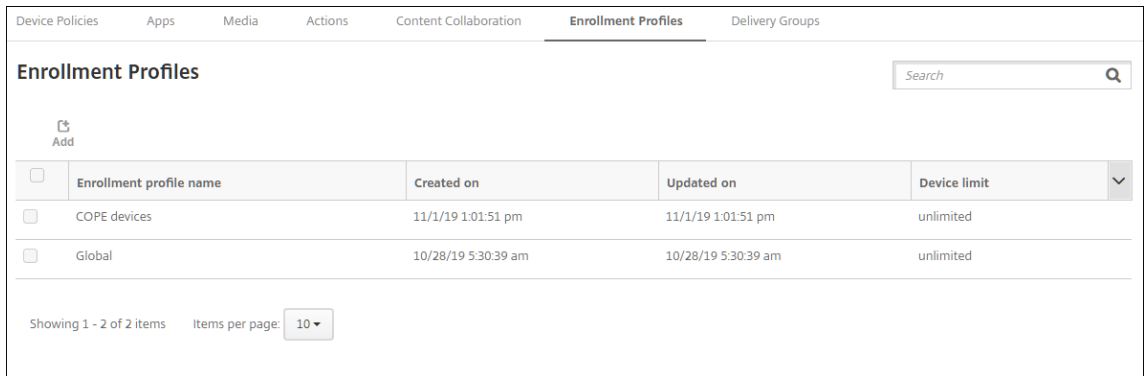 Device Policies Apps Media Actions Content Collaboration Enrollment Profiles Delivery Groups
Enrollment Profiles
Search
Add
Enrollment profile name Created on Updated on Device limit
COPE devices 11/1/19 1:01:51 pm 11/1/19 1:01:51 pm unlimited
Global 10/28/19 5:30:39 am 10/28/19 5:30:39 am unlimited
Showing 1 - 2 of 2 items Items per page: 10